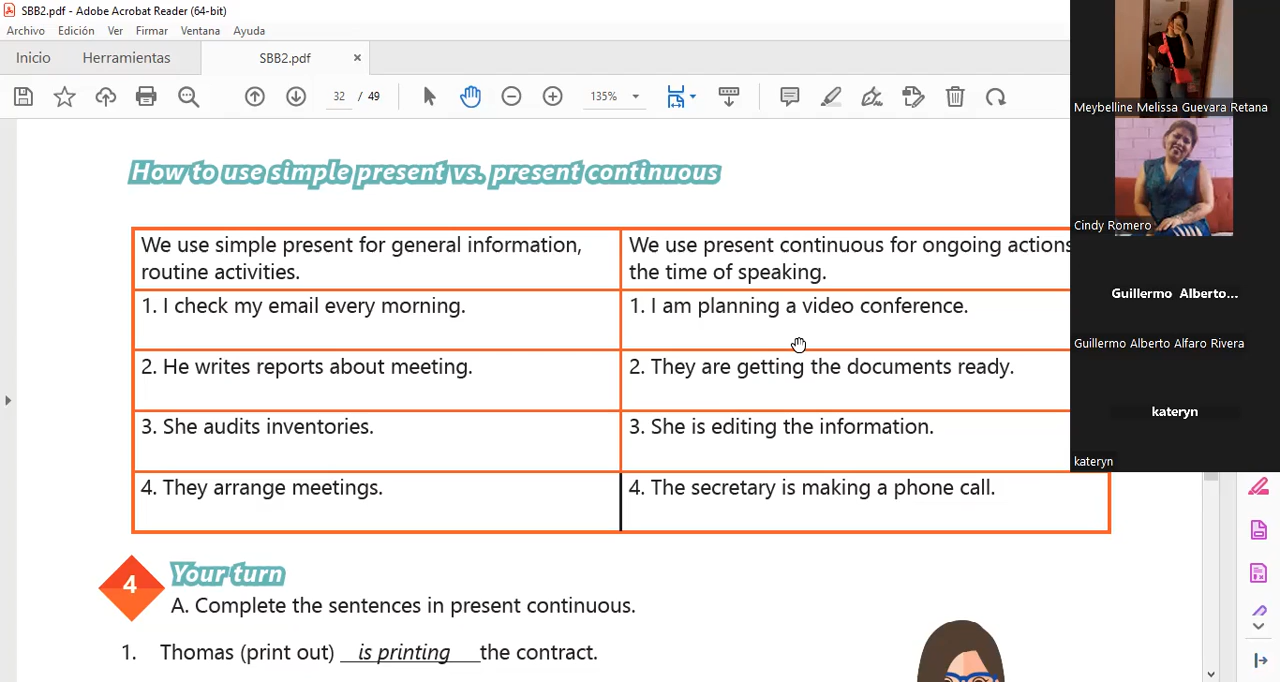 SBB2.pdf - Adobe Acrobat Reader (64-bit)
Archivo Edición Ver Firmar Ventana Ayuda
Inicio Herramientas SBB2.pdf ×
32 / 49 135%
How to use simple present vs. present continuous
We use simple present for general information,
routine activities.
We use present continuous for ongoing actions
the time of speaking.
1. I check my email every morning.
1. I am planning a video conference.
2. He writes reports about meeting.
2. They are getting the documents ready.
3. She audits inventories.
3. She is editing the information.
4. They arrange meetings.
4. The secretary is making a phone call.
4 Your turn
A. Complete the sentences in present continuous.
1. Thomas (print out) __is printing___the contract.
Meybelline Melissa Guevara Retana
Cindy Romero
Guillermo Alberto...
Guillermo Alberto Alfaro Rivera
kateryn
kateryn